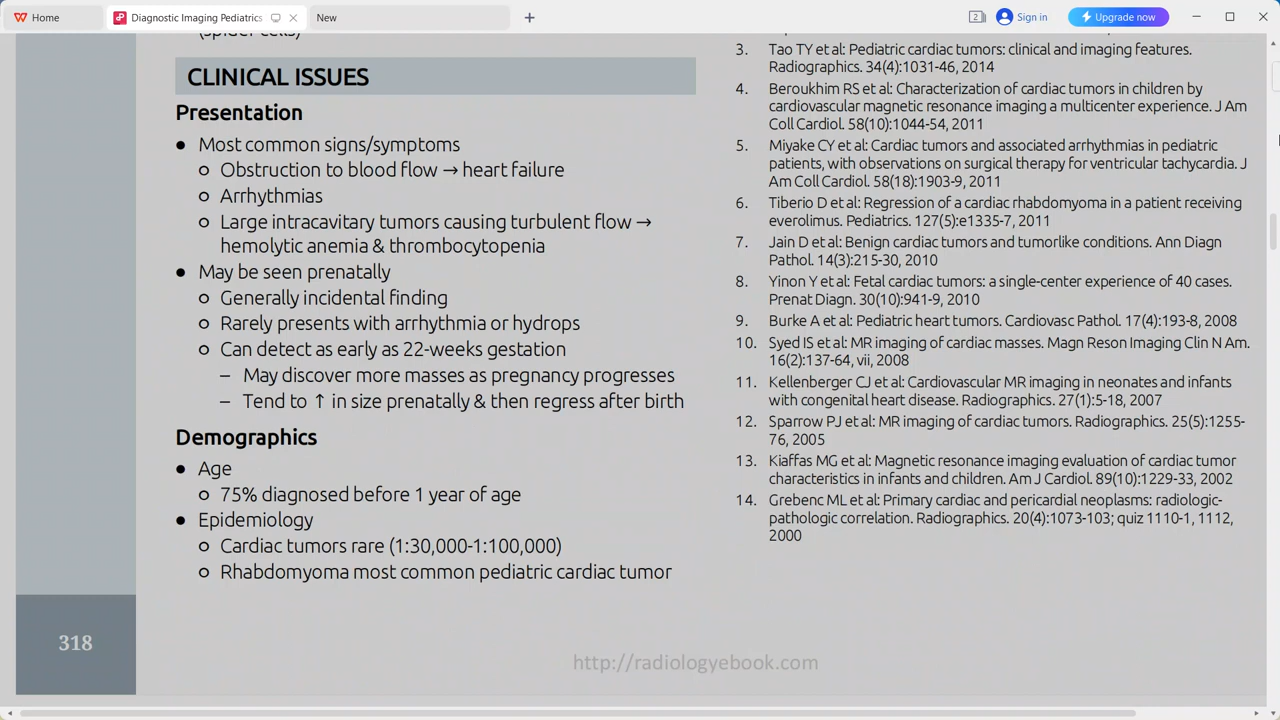 Home
Diagnostic Imaging Pediatrics
New
Sign in
Upgrade now
(spider cells)
CLINICAL ISSUES
Presentation
● Most common signs/symptoms
o Obstruction to blood flow → heart failure
o Arrhythmias
o Large intracavitary tumors causing turbulent flow →
hemolytic anemia & thrombocytopenia
● May be seen prenatally
o Generally incidental finding
o Rarely presents with arrhythmia or hydrops
o Can detect as early as 22-weeks gestation
– May discover more masses as pregnancy progresses
– Tend to ↑ in size prenatally & then regress after birth
Demographics
● Age
o 75% diagnosed before 1 year of age
● Epidemiology
o Cardiac tumors rare (1:30,000-1:100,000)
o Rhabdomyoma most common pediatric cardiac tumor
318
3. Tao TY et al: Pediatric cardiac tumors: clinical and imaging features.
Radiographics. 34(4):1031-46, 2014
4. Beroukhim RS et al: Characterization of cardiac tumors in children by
cardiovascular magnetic resonance imaging a multicenter experience. J Am
Coll Cardiol. 58(10):1044-54, 2011
5. Miyake CY et al: Cardiac tumors and associated arrhythmias in pediatric
patients, with observations on surgical therapy for ventricular tachycardia. J
Am Coll Cardiol. 58(18):1903-9, 2011
6. Tiberio D et al: Regression of a cardiac rhabdomyoma in a patient receiving
everolimus. Pediatrics. 127(5):e1335-7, 2011
7. Jain D et al: Benign cardiac tumors and tumorlike conditions. Ann Diagn
Pathol. 14(3):215-30, 2010
8. Yinon Y et al: Fetal cardiac tumors: a single-center experience of 40 cases.
Prenat Diagn. 30(10):941-9, 2010
9. Burke A et al: Pediatric heart tumors. Cardiovasc Pathol. 17(4):193-8, 2008
10. Syed IS et al: MR imaging of cardiac masses. Magn Reson Imaging Clin N Am.
16(2):137-64, vii, 2008
11. Kellenberger CJ et al: Cardiovascular MR imaging in neonates and infants
with congenital heart disease. Radiographics. 27(1):5-18, 2007
12. Sparrow PJ et al: MR imaging of cardiac tumors. Radiographics. 25(5):1255-
76, 2005
13. Kiaffas MG et al: Magnetic resonance imaging evaluation of cardiac tumor
characteristics in infants and children. Am J Cardiol. 89(10):1229-33, 2002
14. Grebenc ML et al: Primary cardiac and pericardial neoplasms: radiologic-
pathologic correlation. Radiographics. 20(4):1073-103; quiz 1110-1, 1112,
2000
http://radiologyebook.com